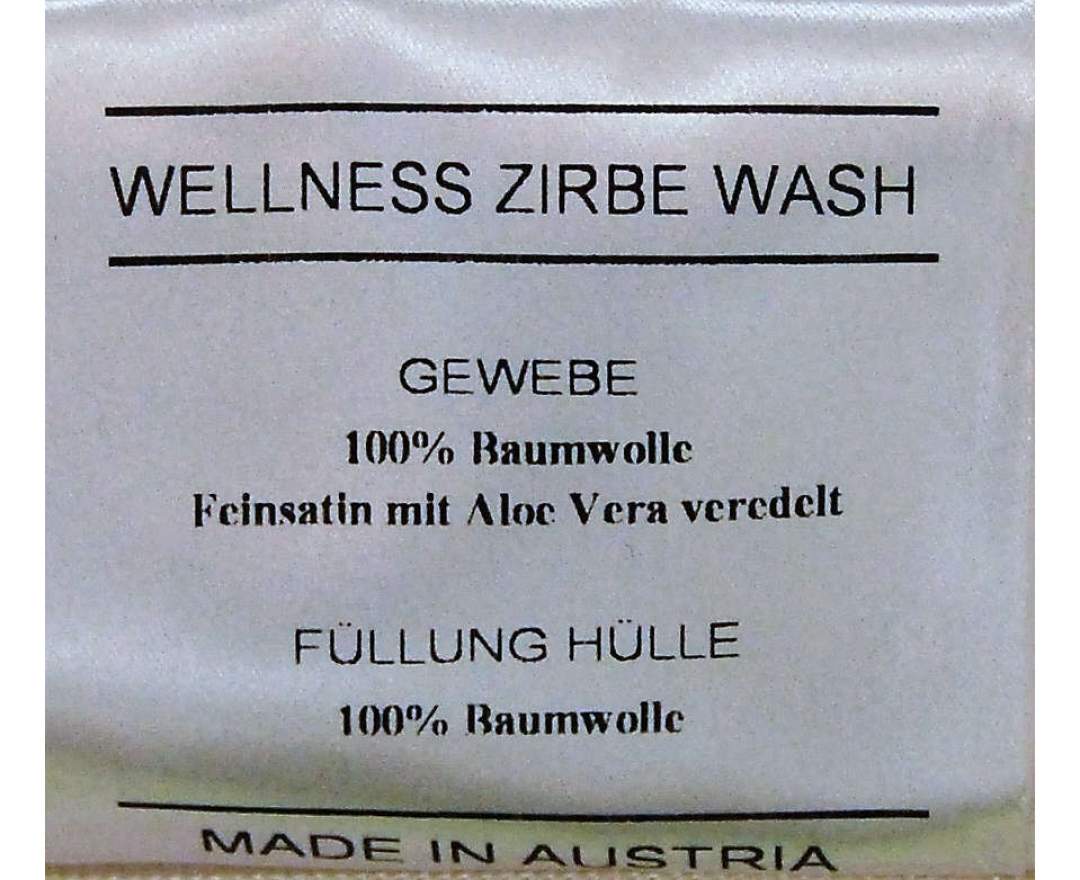 WELLNESS ZIRBE WASH
GEWEBE
100% Baumwolle
Feinsatin mit Aloe Vera veredelt
FÜLLUNG HÜLLE
100% Baumwolle
MADE IN AUSTRIA